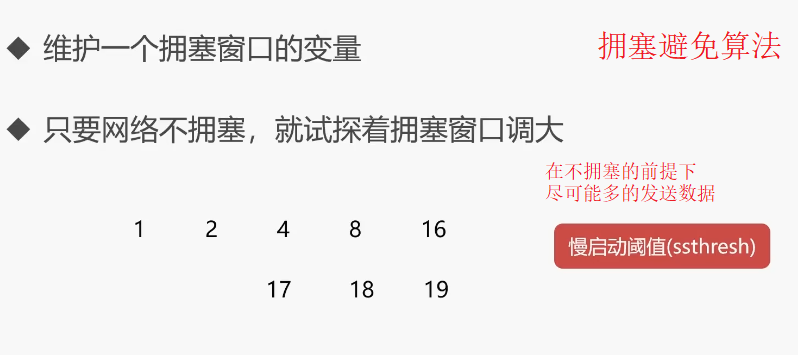 ◆ 维护一个拥塞窗口的变量
拥塞避免算法
◆ 只要网络不拥塞，就试探着拥塞窗口调大
在不拥塞的前提下
尽可能多的发送数据
1 2 4 8 16
慢启动阈值(ssthresh)
17 18 19